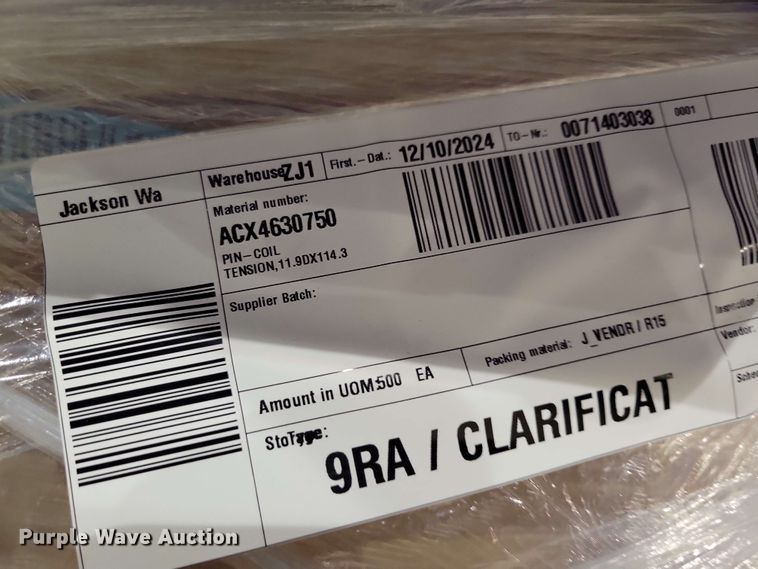 Jackson Wa
Warehouse ZJ1
First.-Dat.: 12/10/2024
TO-Nr.: 0071403038
0001
Material number:
ACX4630750
PIN-COIL
TENSION,11.9DX114.3
Supplier Batch:
Inspection
Amount in UOM:500 EA
Packing material: J_VENDR / R15
Vendor:
StoType:
9RA / CLARIFICAT
Purple Wave Auction